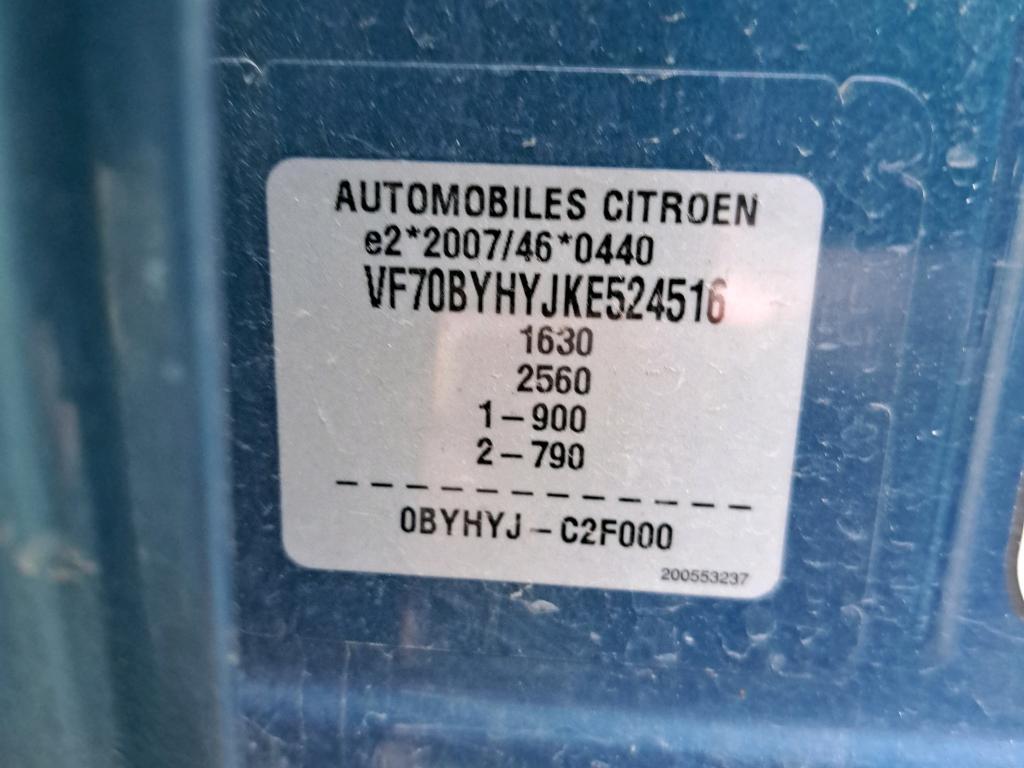 AUTOMOBILES CITROEN
e2*2007/46*0440
VF70BYHYJKE524516
1630
2560
1-900
2-790
0BYHYJ-C2F000
200553237